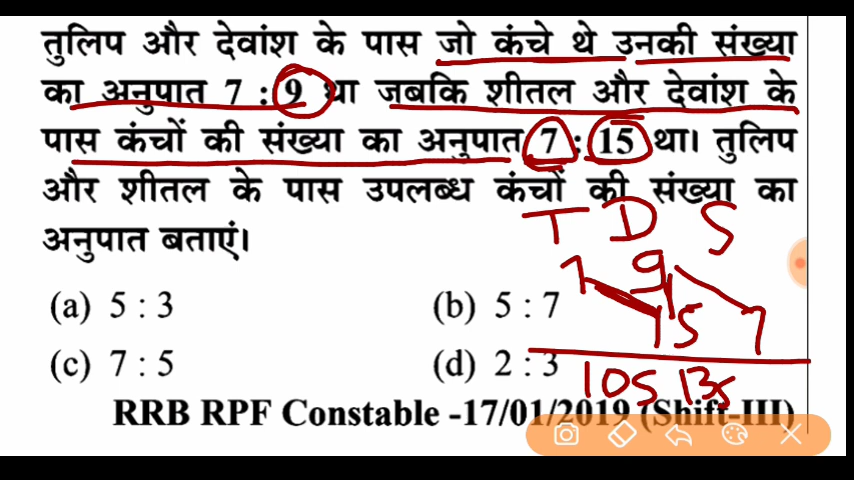 तुलिप और देवांश के पास जो कंचे थे उनकी संख्या
का अनुपात 7 : 9 था जबकि शीतल और देवांश के
पास कंचों की संख्या का अनुपात 7 : 15 था। तुलिप
और शीतल के पास उपलब्ध कंचों की संख्या का
अनुपात बताएं।
T D S
7 9
15 7
105 135
(a) 5 : 3 (b) 5 : 7
(c) 7 : 5 (d) 2 : 3
RRB RPF Constable -17/01/2019 (Shift-III)